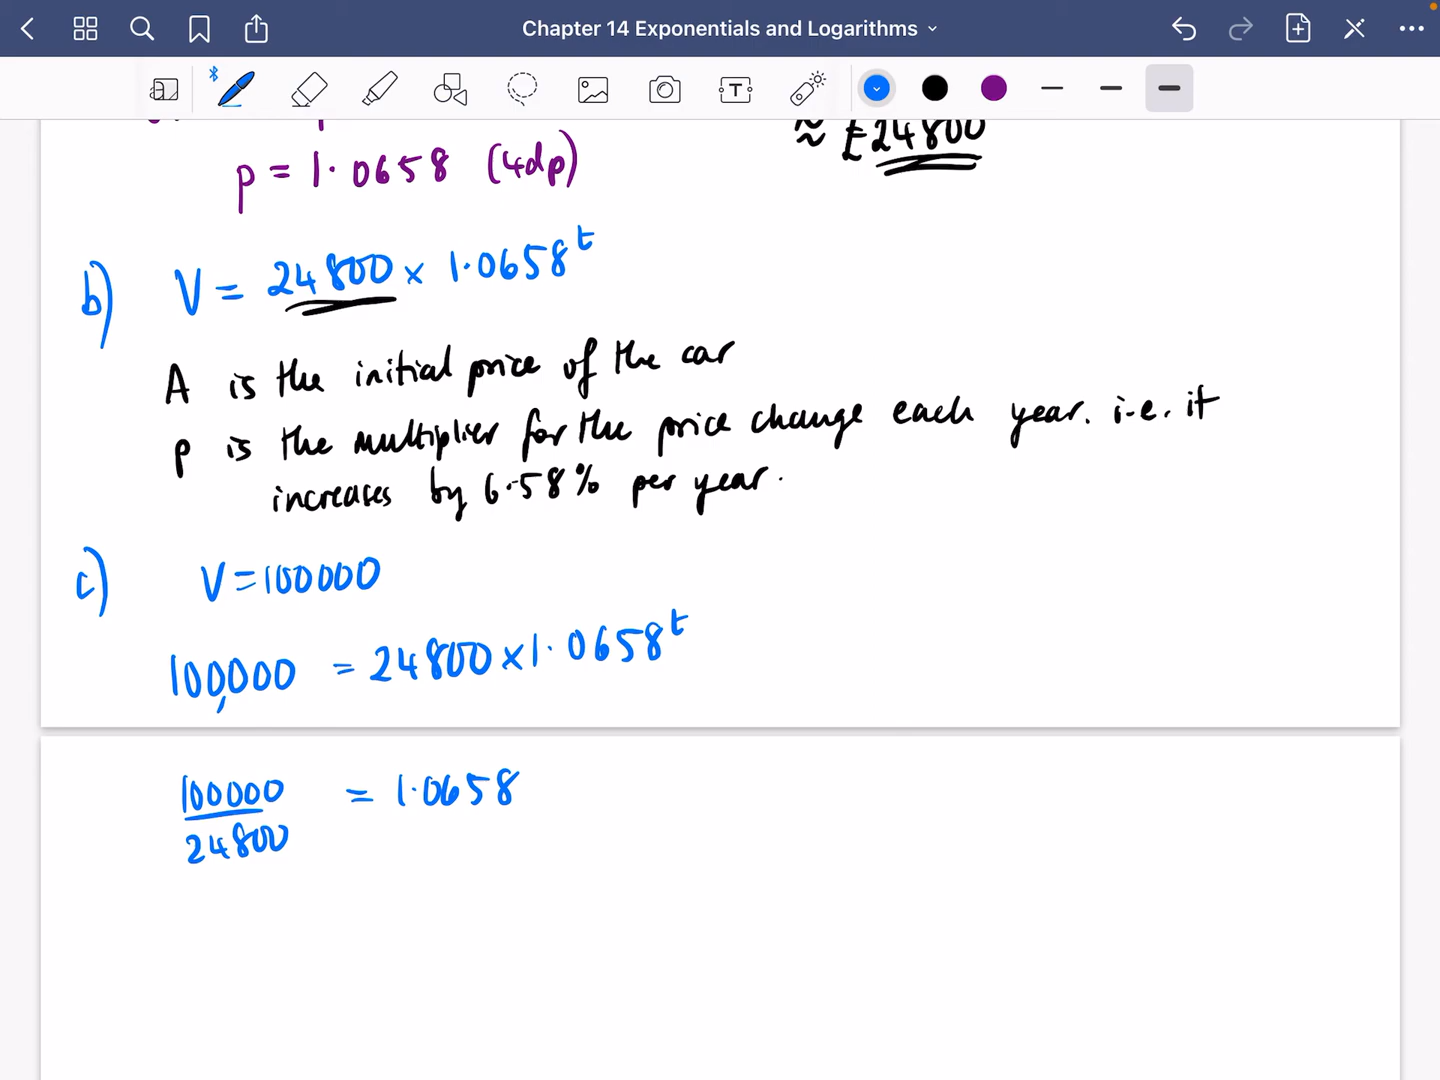 Chapter 14 Exponentials and Logarithms
≈ £24800
p = 1.0658 (4dp)
b) V = 24800 × 1.0658^t
A is the initial price of the car
p is the multiplier for the price change each year. i.e. it
increases by 6.58% per year.
c) V=100000
100,000 = 24800 × 1.0658^t
100000
24800
= 1.0658